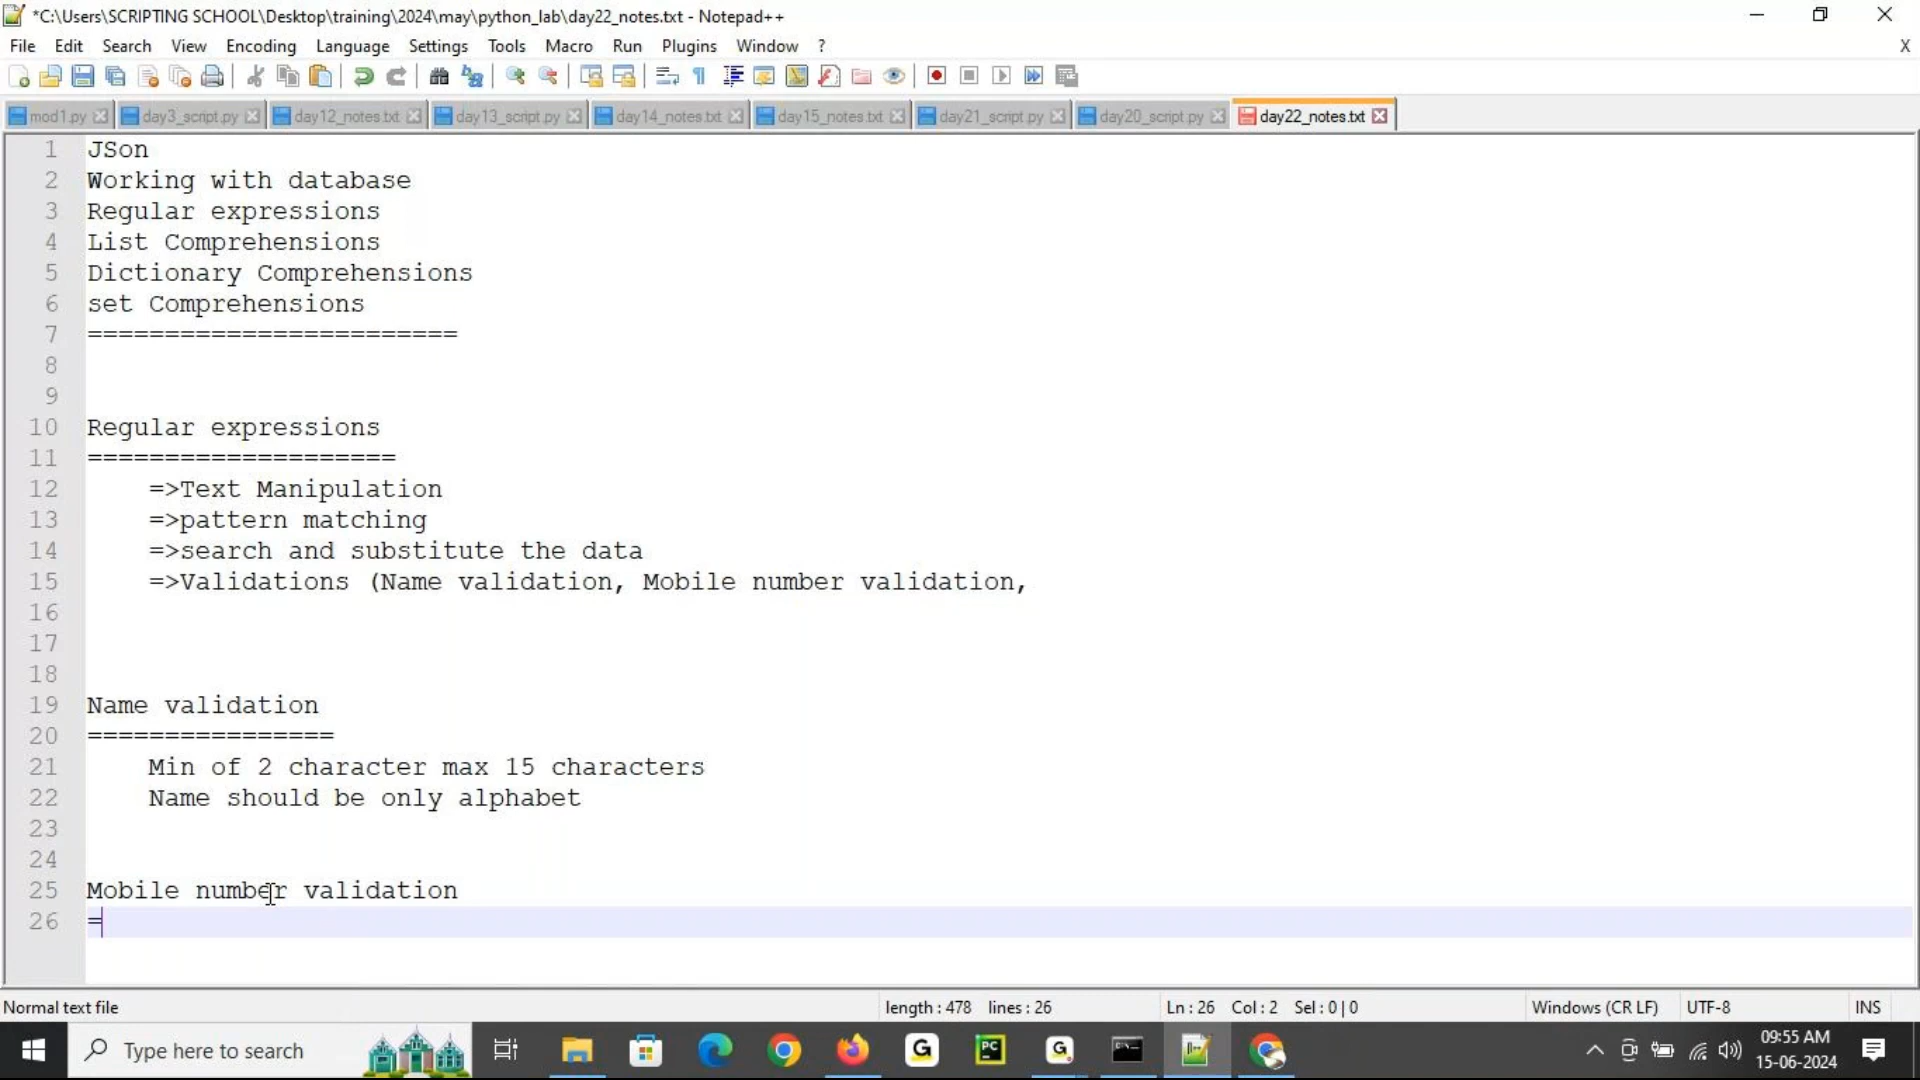 *C:\Users\SCRIPTING SCHOOL\Desktop\training\2024\may\python_lab\day22_notes.txt - Notepad++
File Edit Search View Encoding Language Settings Tools Macro Run Plugins Window ? X
mod1.py day3_script.py day12_notes.txt day13_script.py day14_notes.txt day15_notes.txt day21_script.py day20_script.py day22_notes.txt
1 JSon
2 Working with database
3 Regular expressions
4 List Comprehensions
5 Dictionary Comprehensions
6 set Comprehensions
7 ========================
8
9
10 Regular expressions
11 ====================
12 =>Text Manipulation
13 =>pattern matching
14 =>search and substitute the data
15 =>Validations (Name validation, Mobile number validation,
16
17
18
19 Name validation
20 ================
21 Min of 2 character max 15 characters
22 Name should be only alphabet
23
24
25 Mobile number validation
26 =
Normal text file length : 478 lines : 26 Ln : 26 Col : 2 Sel : 0 | 0 Windows (CR LF) UTF-8 INS
Type here to search
09:55 AM
15-06-2024